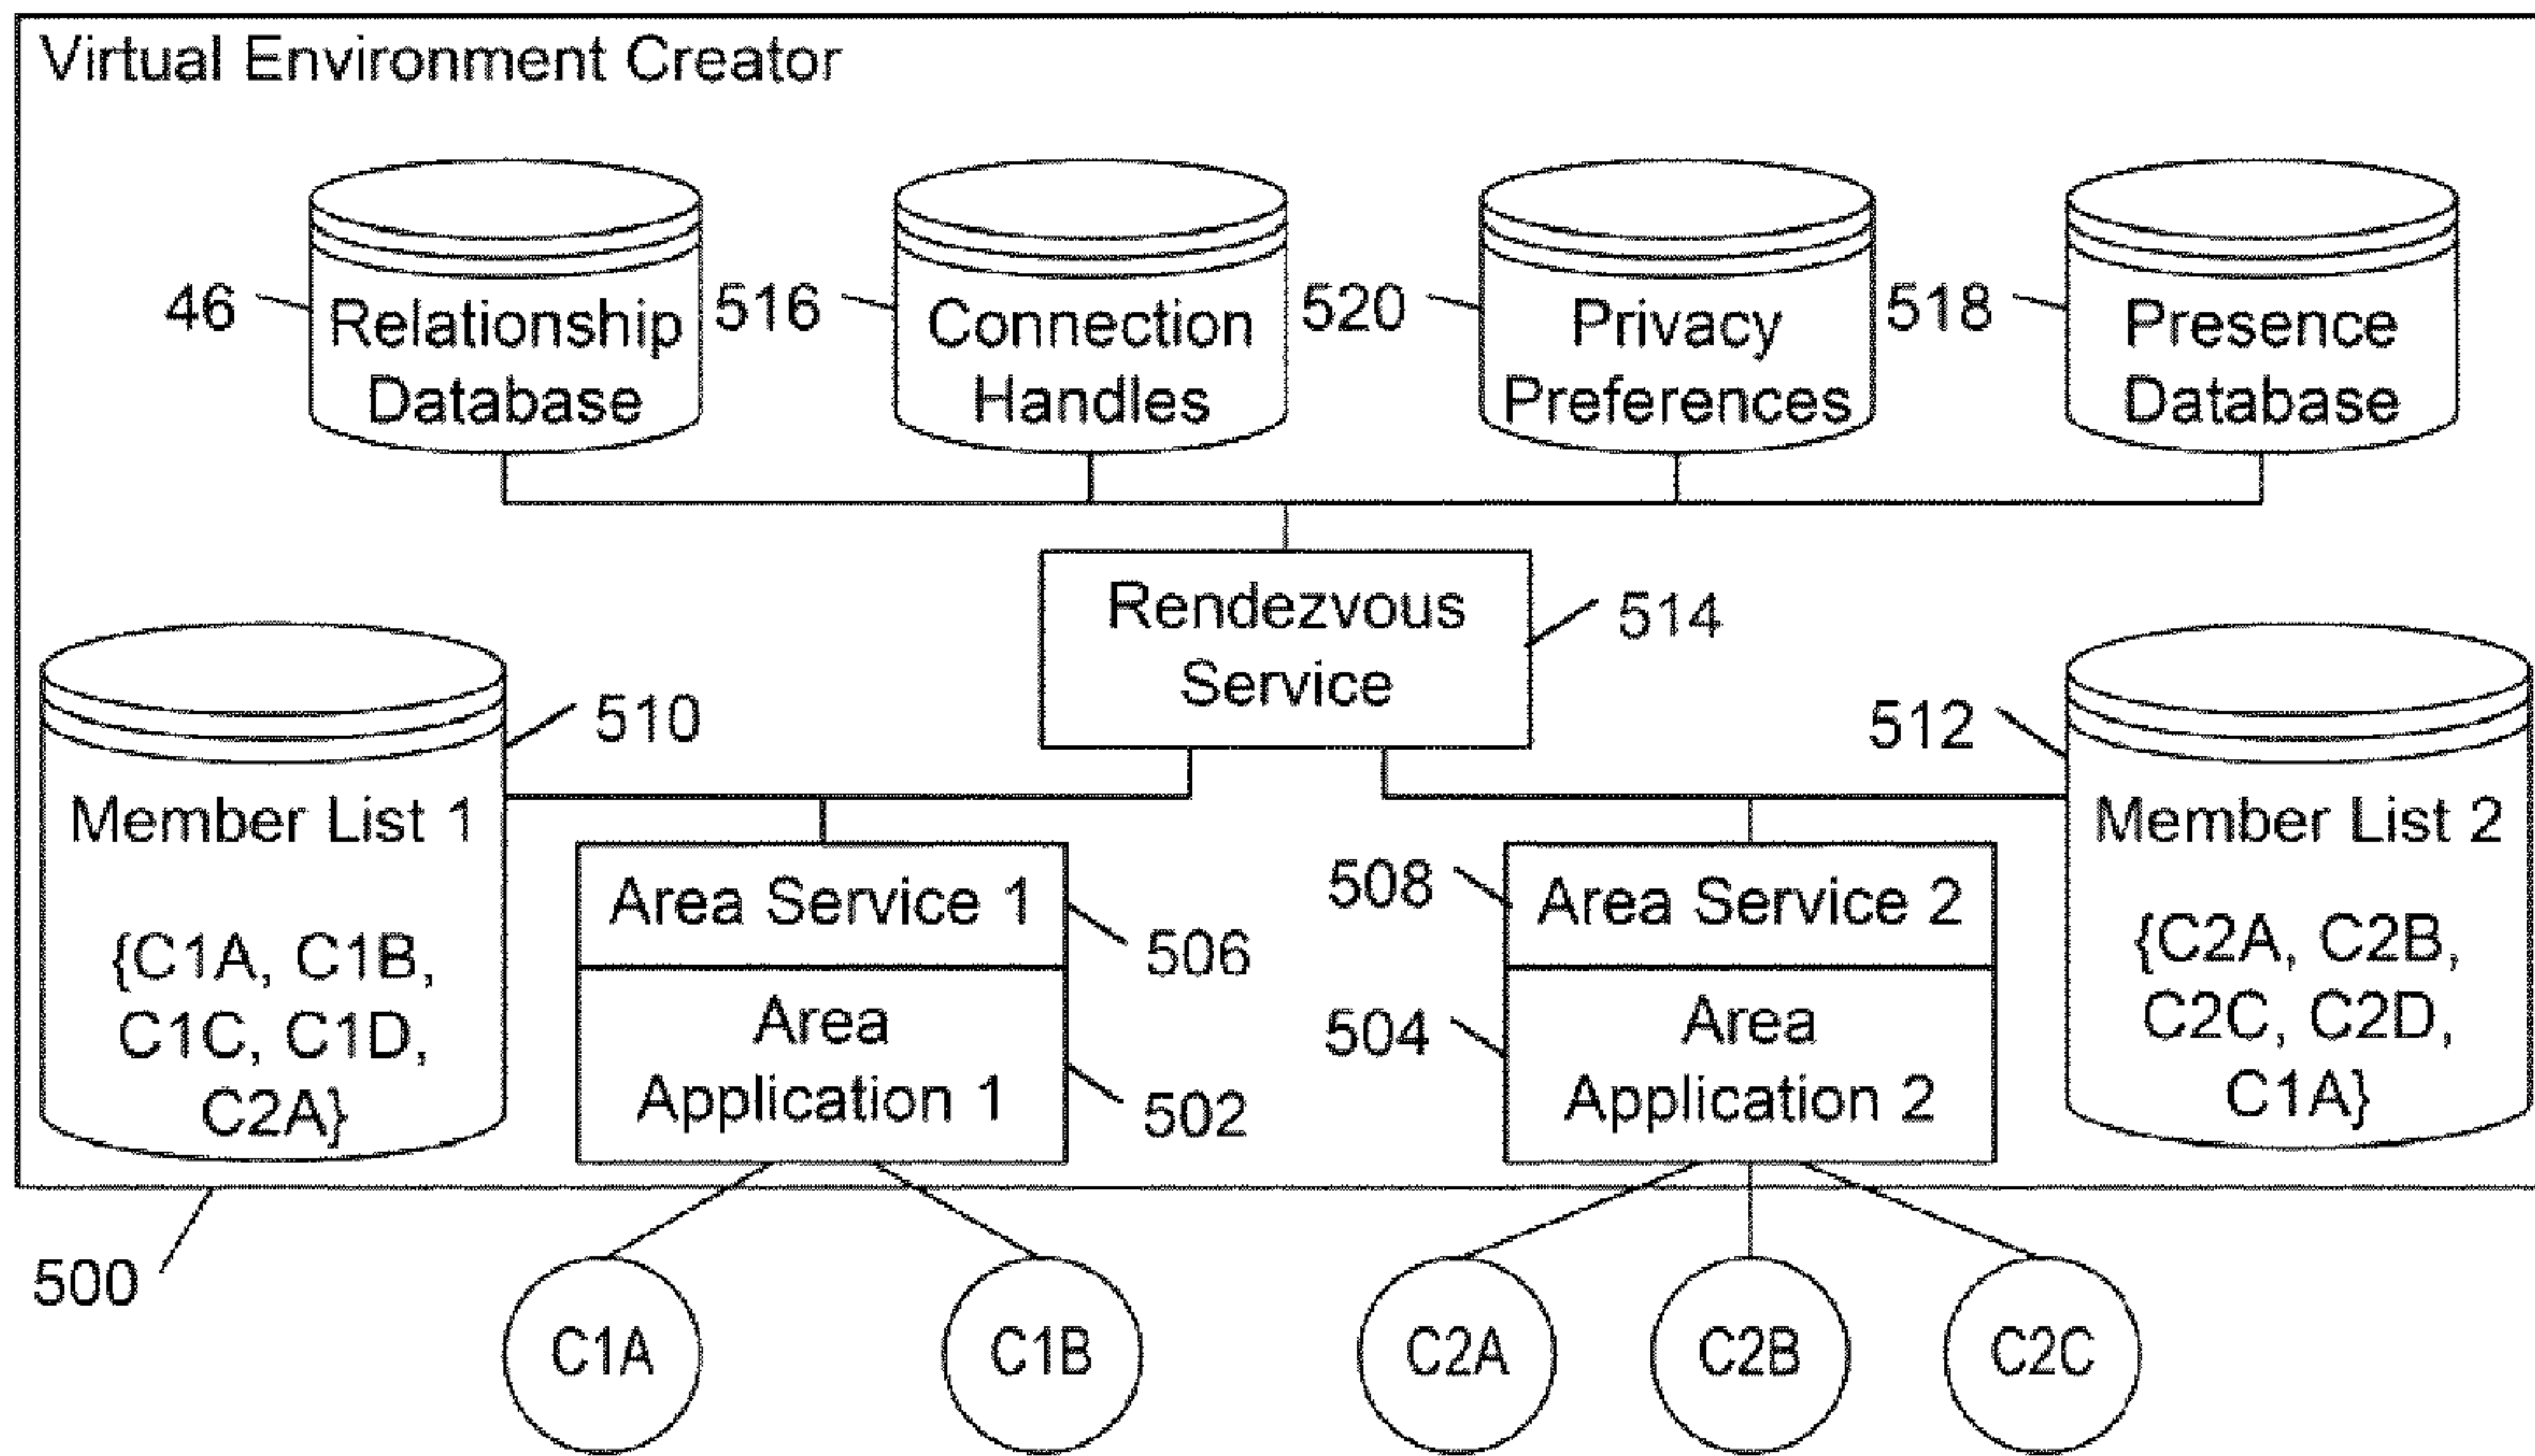 Virtual Environment Creator
46
Relationship
Database
516
Connection
Handles
520
Privacy
Preferences
518
Presence
Database
Rendezvous
Service
514
510
512
Member List 1
{C1A, C1B,
C1C, C1D,
C2A}
Area Service 1
506
Area
Application 1
502
508
Area Service 2
504
Area
Application 2
Member List 2
{C2A, C2B,
C2C, C2D,
C1A}
500
C1A
C1B
C2A
C2B
C2C